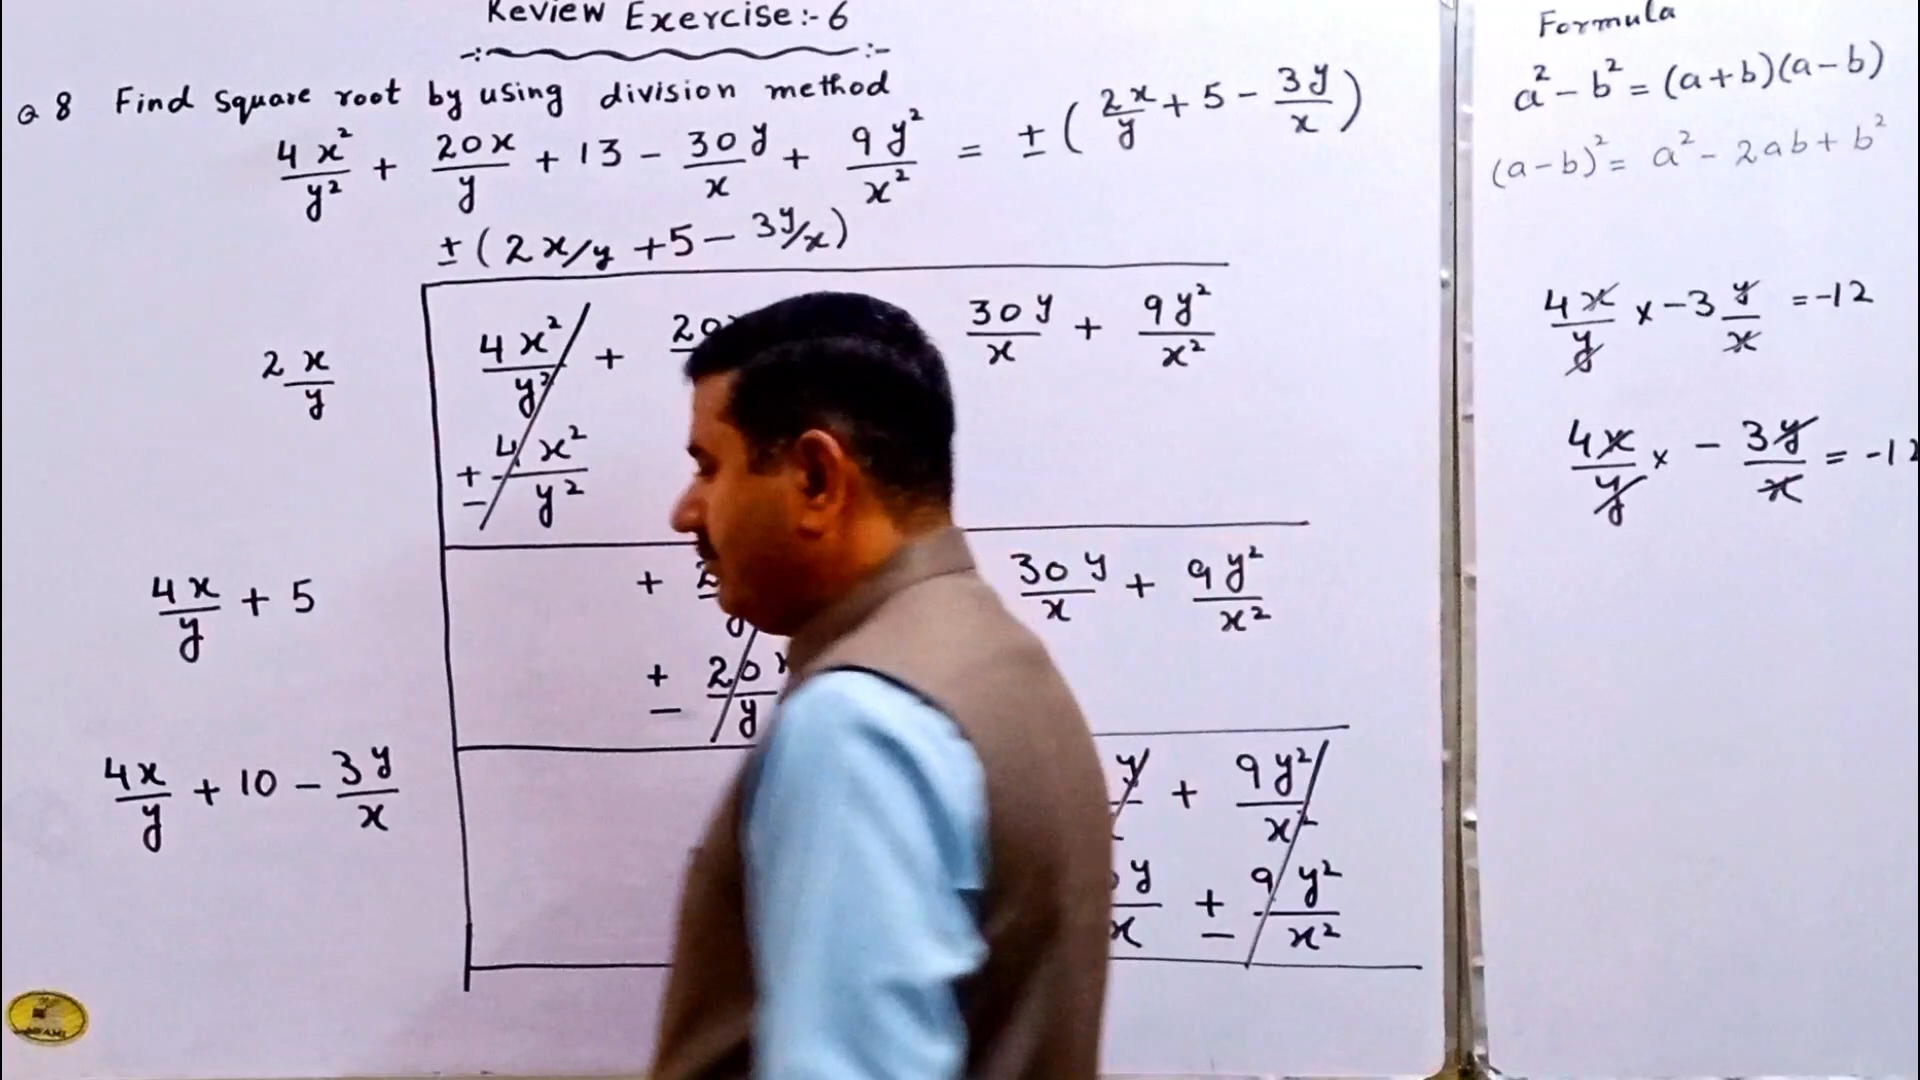 Review Exercise:- 6
Q 8 Find square root by using division method
4x²/y² + 20x/y + 13 - 30y/x + 9y²/x² = ± (2x/y + 5 - 3y/x)
± (2x/y + 5 - 3y/x)
2x/y
4x²/y² + 20 30y/x + 9y²/x²
± 4x²/y²
4x/y + 5
+ 2 /y 30y/x + 9y²/x²
± 20x/y
4x/y + 10 - 3y/x
y + 9y²/x²
y/x ± 9y²/x²
Formula
a² - b² = (a+b)(a-b)
(a-b)² = a² - 2ab + b²
4x/y × -3 y/x = -12
4x/y × - 3y/x = -12